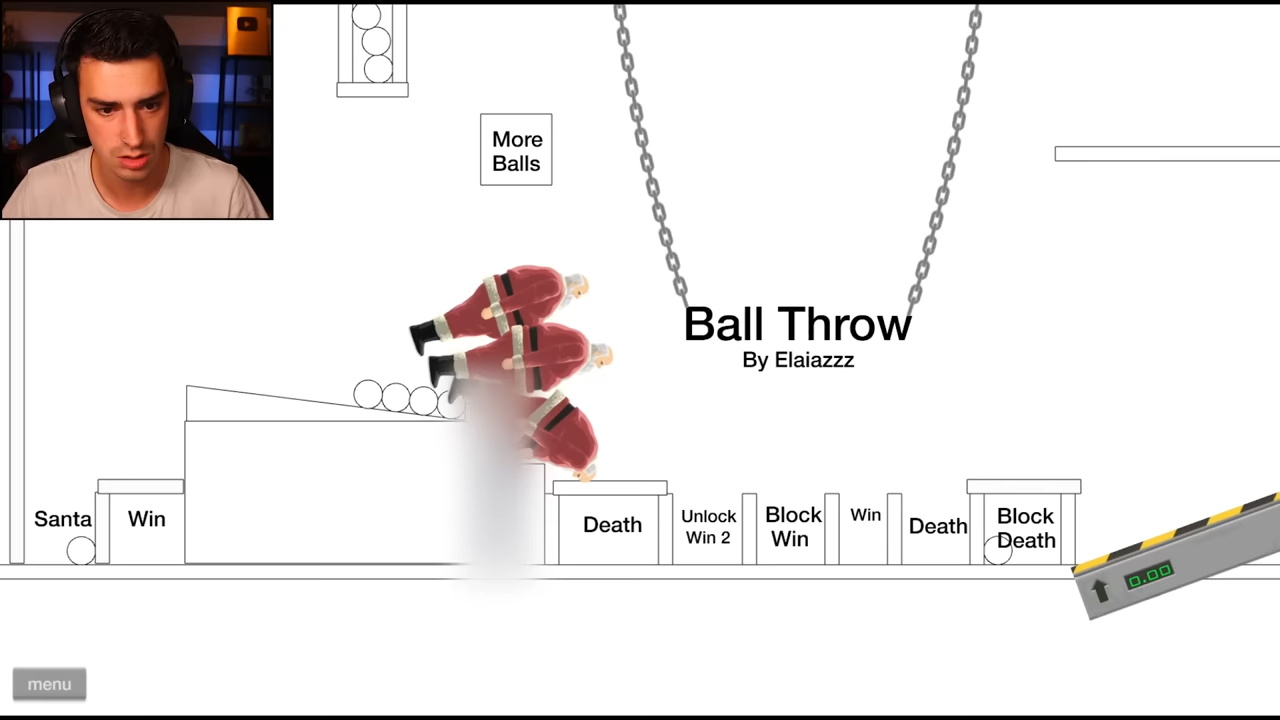 More
Balls
Ball Throw
By Elaiazzz
Santa
Win
Death
Unlock
Win 2
Block
Win
Win
Death
Block
Death
0.00
menu